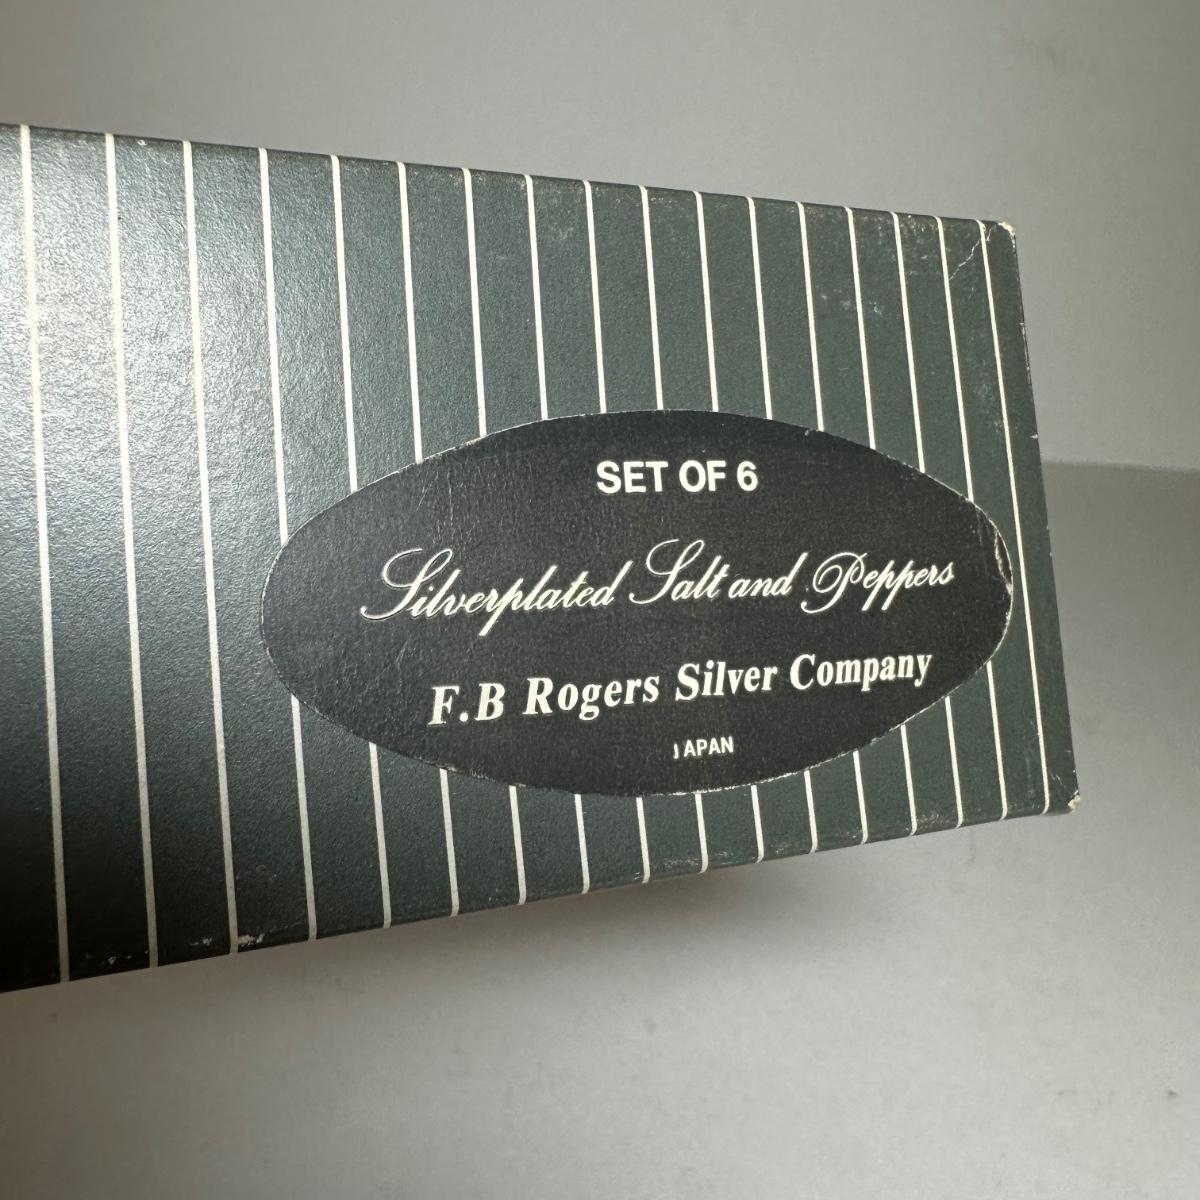 SET OF 6
Silverplated Salt and Peppers
F.B Rogers Silver Company
JAPAN